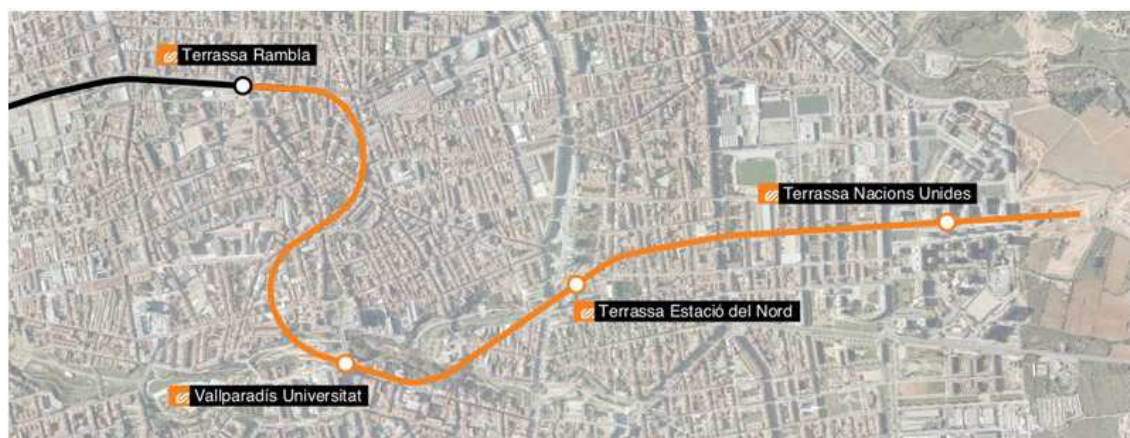 Terrassa Rambla
Terrassa Nacions Unides
Terrassa Estació del Nord
Vallparadís Universitat